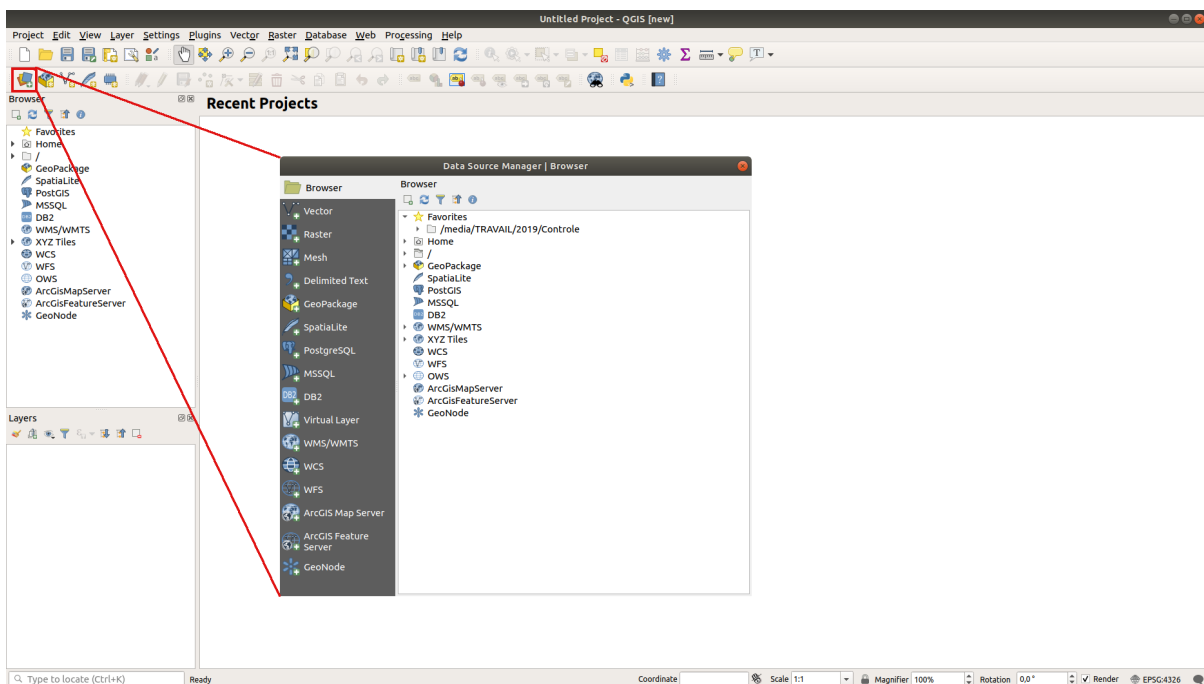 Untitled Project - QGIS [new]
Project Edit View Layer Settings Plugins Vector Raster Database Web Processing Help
Browser
Favorites
Home
/
GeoPackage
SpatiaLite
PostGIS
MSSQL
DB2
WMS/WMTS
XYZ Tiles
WCS
WFS
OWS
ArcGisMapServer
ArcGisFeatureServer
GeoNode
Layers
Recent Projects
Data Source Manager | Browser
Browser
Vector
Raster
Mesh
Delimited Text
GeoPackage
SpatiaLite
PostgreSQL
MSSQL
DB2
DB2
Virtual Layer
WMS/WMTS
WCS
WFS
ArcGIS Map Server
ArcGIS Feature
Server
GeoNode
Browser
Favorites
/media/TRAVAIL/2019/Controle
Home
/
GeoPackage
SpatiaLite
PostGIS
MSSQL
DB2
WMS/WMTS
XYZ Tiles
WCS
WFS
OWS
ArcGisMapServer
ArcGisFeatureServer
GeoNode
Type to locate (Ctrl+K) Ready Coordinate Scale 1:1 Magnifier 100% Rotation 0,0° Render EPSG:4326